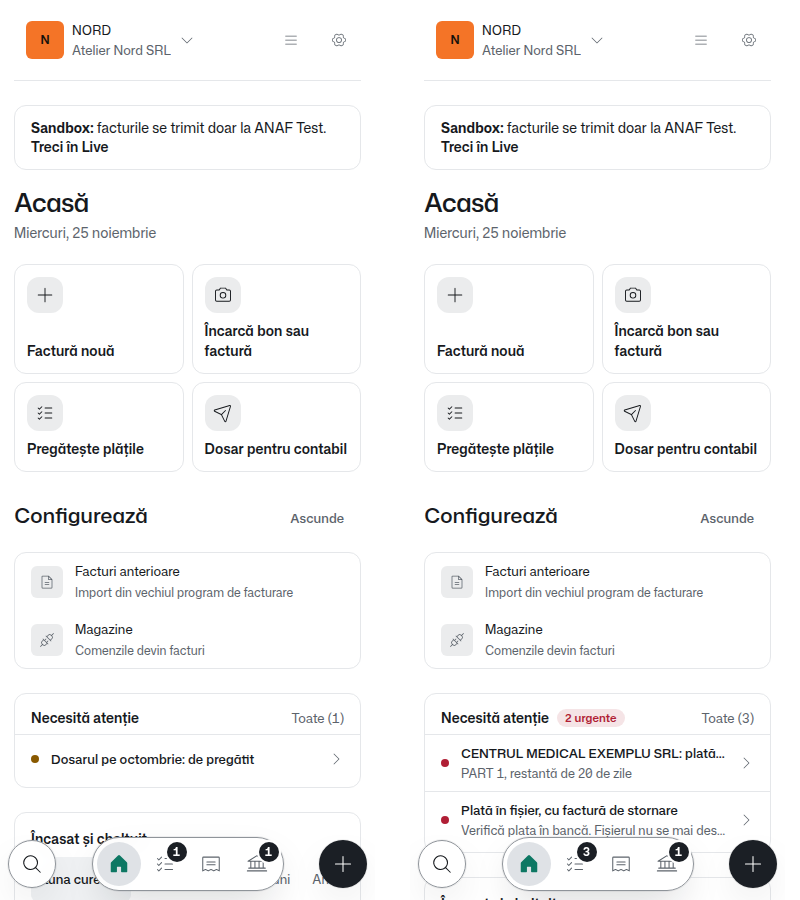 N
NORD
Atelier Nord SRL
Sandbox: facturile se trimit doar la ANAF Test.
Treci în Live
Acasă
Miercuri, 25 noiembrie
Factură nouă
Încarcă bon sau
factură
Pregătește plățile
Dosar pentru contabil
Configurează
Ascunde
Facturi anterioare
Import din vechiul program de facturare
Magazine
Comenzile devin facturi
Necesită atenție
Toate (1)
Dosarul pe octombrie: de pregătit
Încasat și cheltuit
1
1
N
NORD
Atelier Nord SRL
Sandbox: facturile se trimit doar la ANAF Test.
Treci în Live
Acasă
Miercuri, 25 noiembrie
Factură nouă
Încarcă bon sau
factură
Pregătește plățile
Dosar pentru contabil
Configurează
Ascunde
Facturi anterioare
Import din vechiul program de facturare
Magazine
Comenzile devin facturi
Necesită atenție
2 urgente
Toate (3)
CENTRUL MEDICAL EXEMPLU SRL: plată...
PART 1, restantă de 20 de zile
Plată în fișier, cu factură de stornare
Verifică plata în bancă. Fișierul nu se mai des...
3
1